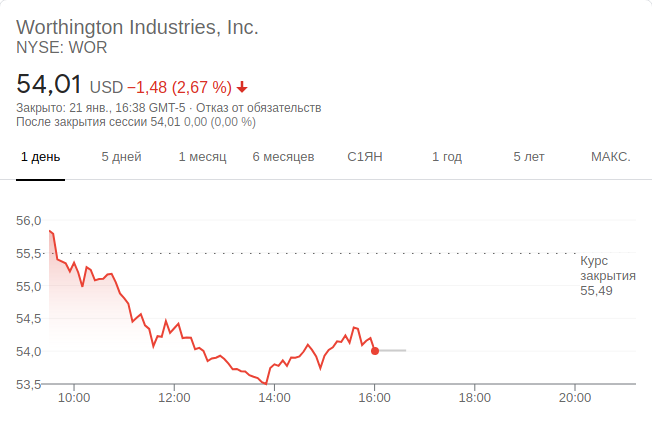 Worthington Industries, Inc.
NYSE: WOR
54,01 USD −1,48 (2,67 %)
Закрыто: 21 янв., 16:38 GMT-5 · Отказ от обязательств
После закрытия сессии 54,01 0,00 (0,00 %)
1 день 5 дней 1 месяц 6 месяцев С1ЯН 1 год 5 лет МАКС.
56,0
55,5
Курс
закрытия
55,49
55,0
54,5
54,0
53,5
10:00 12:00 14:00 16:00 18:00 20:00